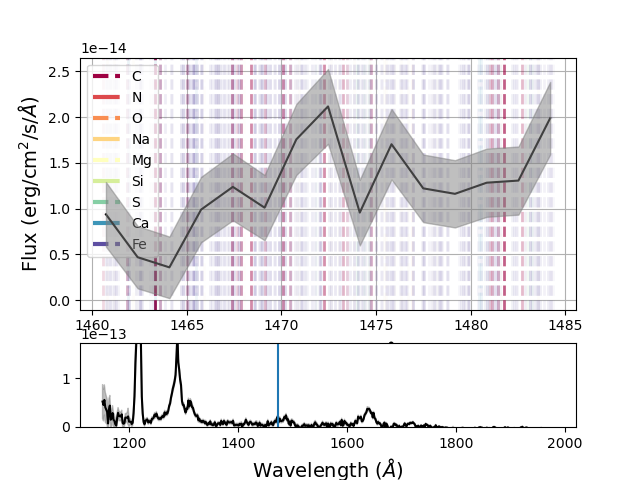 1e−14
2.5
2.0
1.5
1.0
0.5
0.0
Flux (erg/cm²/s/Å)
C
N
O
Na
Mg
Si
S
Ca
Fe
1460 1465 1470 1475 1480 1485
1e−13
1
0
1200 1400 1600 1800 2000
Wavelength (Å)